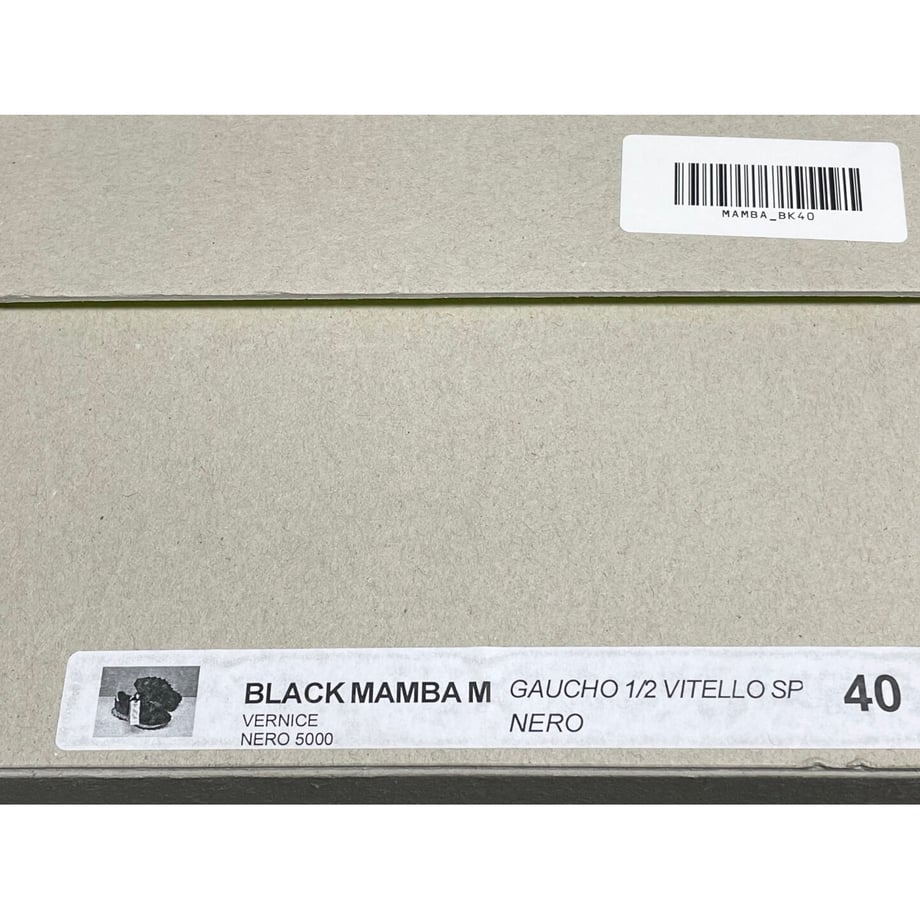 MAMBA_BK40
BLACK MAMBA M
VERNICE
NERO 5000
GAUCHO 1/2 VITELLO SP
NERO
40